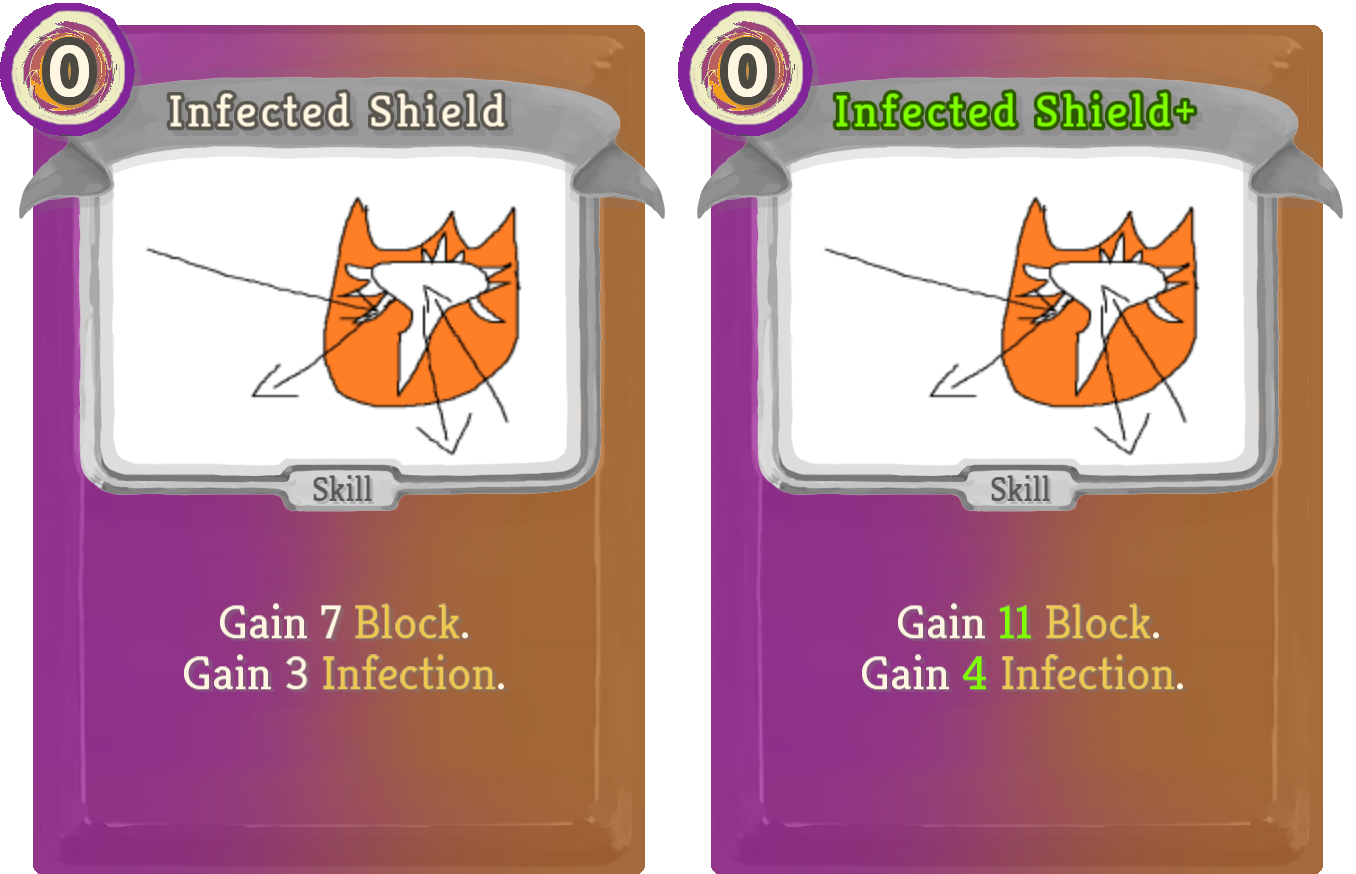 0
Infected Shield
Skill
Gain 7 Block.
Gain 3 Infection.
0
Infected Shield+
Skill
Gain 11 Block.
Gain 4 Infection.